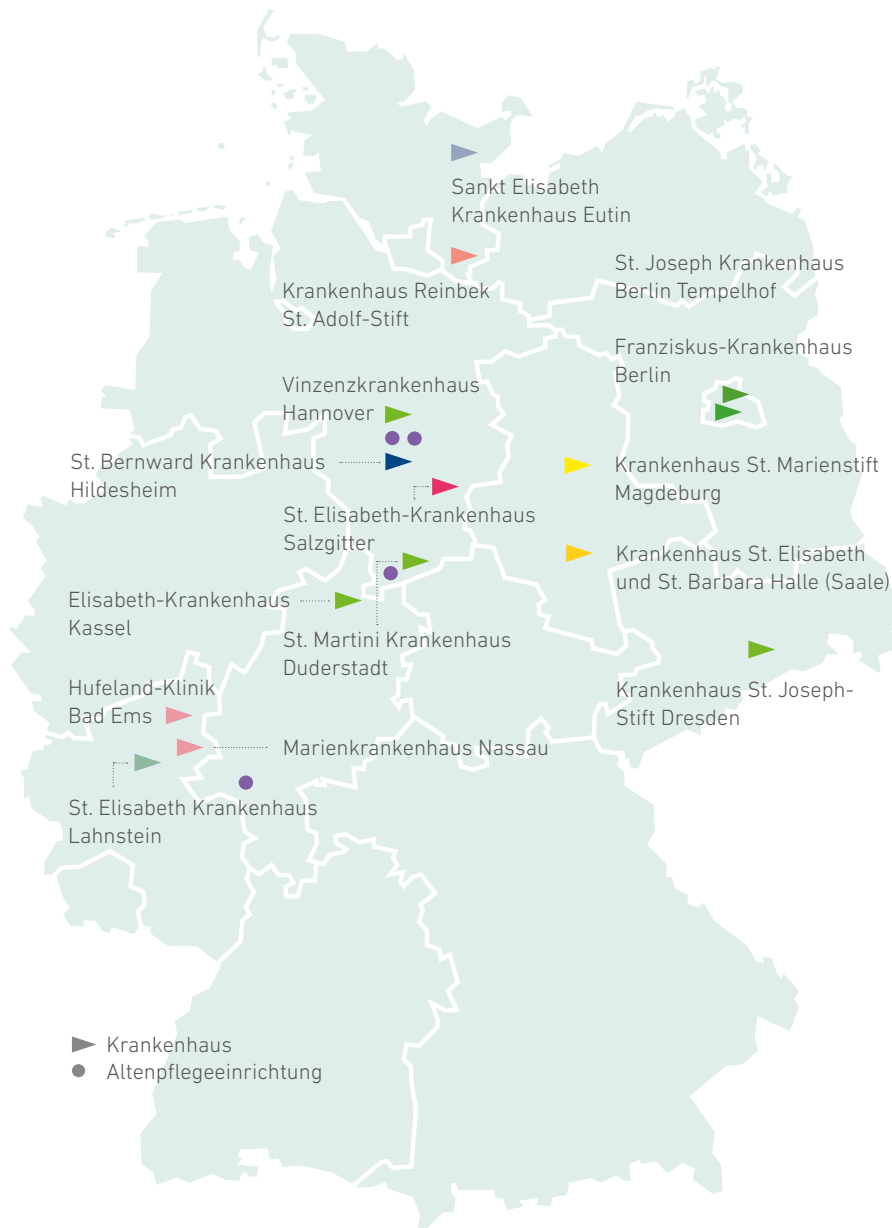 Sankt Elisabeth
Krankenhaus Eutin
Krankenhaus Reinbek
St. Adolf-Stift
St. Joseph Krankenhaus
Berlin Tempelhof
Franziskus-Krankenhaus
Berlin
Vinzenzkrankenhaus
Hannover
St. Bernward Krankenhaus
Hildesheim
Krankenhaus St. Marienstift
Magdeburg
St. Elisabeth-Krankenhaus
Salzgitter
Krankenhaus St. Elisabeth
und St. Barbara Halle (Saale)
Elisabeth-Krankenhaus
Kassel
St. Martini Krankenhaus
Duderstadt
Krankenhaus St. Joseph-
Stift Dresden
Hufeland-Klinik
Bad Ems
Marienkrankenhaus Nassau
St. Elisabeth Krankenhaus
Lahnstein
Krankenhaus
Altenpflegeeinrichtung